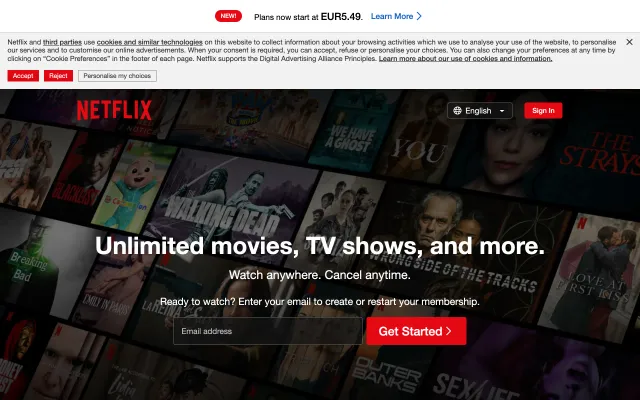 NEW! Plans now start at EUR5.49. Learn More
Netflix and third parties use cookies and similar technologies on this website to collect information about your browsing activities which we use to analyse your use of the website, to personalise
our services and to customise our online advertisements. When your consent is required, you can accept, refuse or personalise your choices. You can also change your preferences at any time by
clicking on "Cookie Preferences" in the footer of each page. Netflix supports the Digital Advertising Alliance Principles. Learn more about our use of cookies and information.
Accept Reject Personalise my choices
NETFLIX
English
Sign In
WE HAVE
A GHOST
YOU
THE
STRAYS
BLACKLIST
THE
WALKING DEAD
Unlimited movies, TV shows, and more.
WRONG SIDE OF THE TRACKS
Breaking
Bad
EMILY IN PARIS
LOVE AT
FIRST KISS
Watch anywhere. Cancel anytime.
Ready to watch? Enter your email to create or restart your membership.
Email address
Get Started
OUTER
BANKS
SEX/LIFE